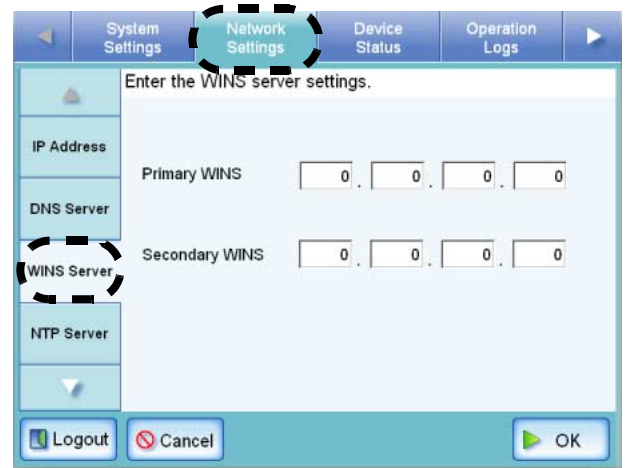 System Settings
Network Settings
Device Status
Operation Logs
Enter the WINS server settings.
IP Address
DNS Server
WINS Server
NTP Server
Primary WINS 0 . 0 . 0 . 0
Secondary WINS 0 . 0 . 0 . 0
Logout
Cancel
OK